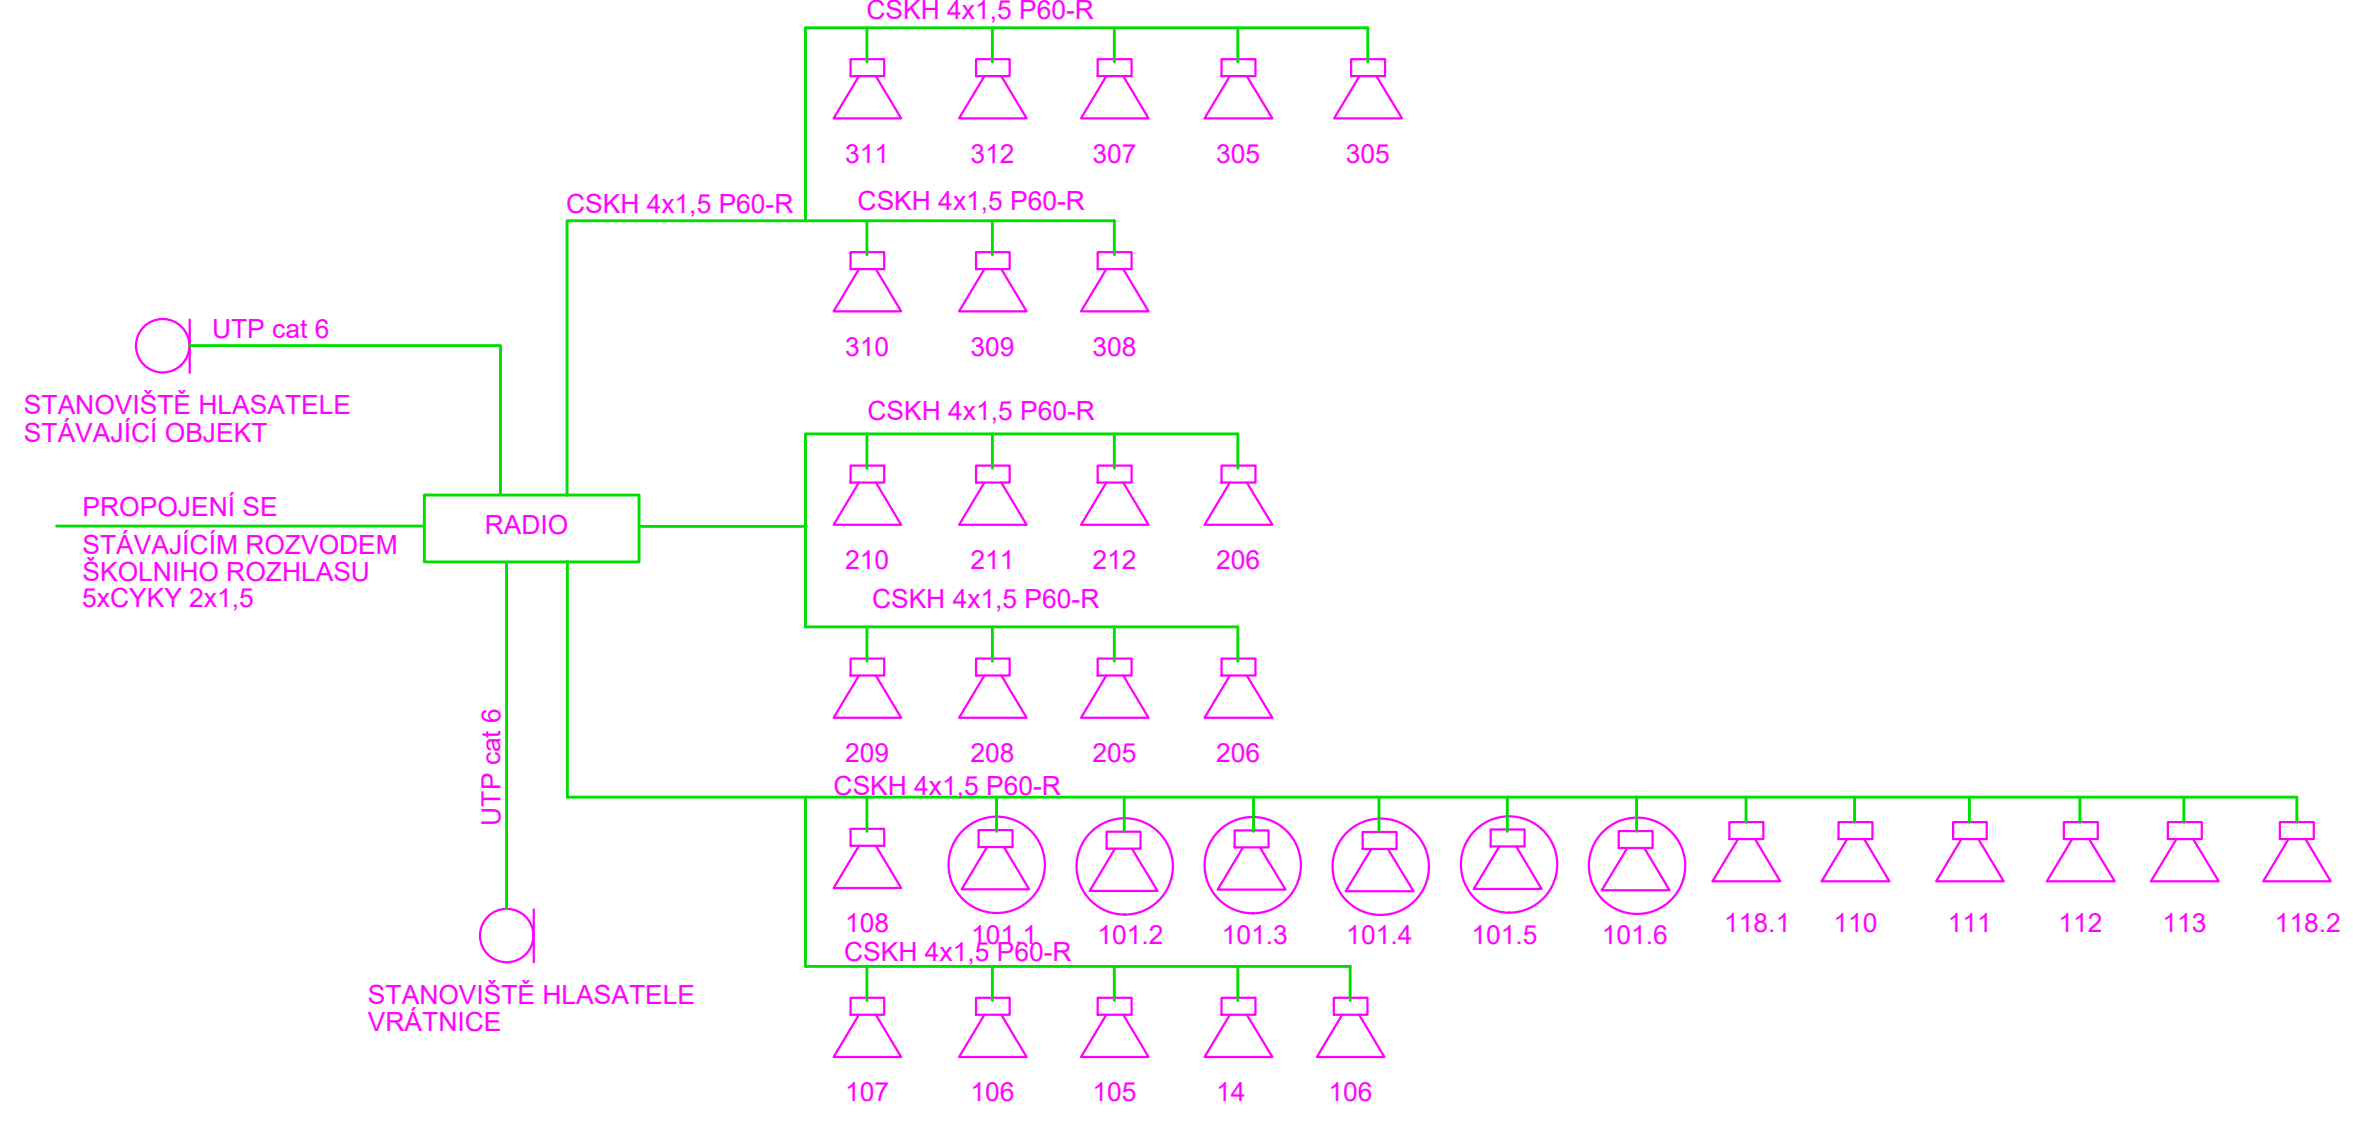 CSKH 4x1,5 P60-R
311 312 307 305 305
CSKH 4x1,5 P60-R CSKH 4x1,5 P60-R
310 309 308
UTP cat 6
STANOVIŠTĚ HLASATELE
STÁVAJÍCÍ OBJEKT
CSKH 4x1,5 P60-R
PROPOJENÍ SE
STÁVAJÍCÍM ROZVODEM
ŠKOLNIHO ROZHLASU
5xCYKY 2x1,5
RADIO
210 211 212 206
CSKH 4x1,5 P60-R
209 208 205 206
UTP cat 6
CSKH 4x1,5 P60-R
108 101.1 101.2 101.3 101.4 101.5 101.6 118.1 110 111 112 113 118.2
CSKH 4x1,5 P60-R
STANOVIŠTĚ HLASATELE
VRÁTNICE
107 106 105 14 106